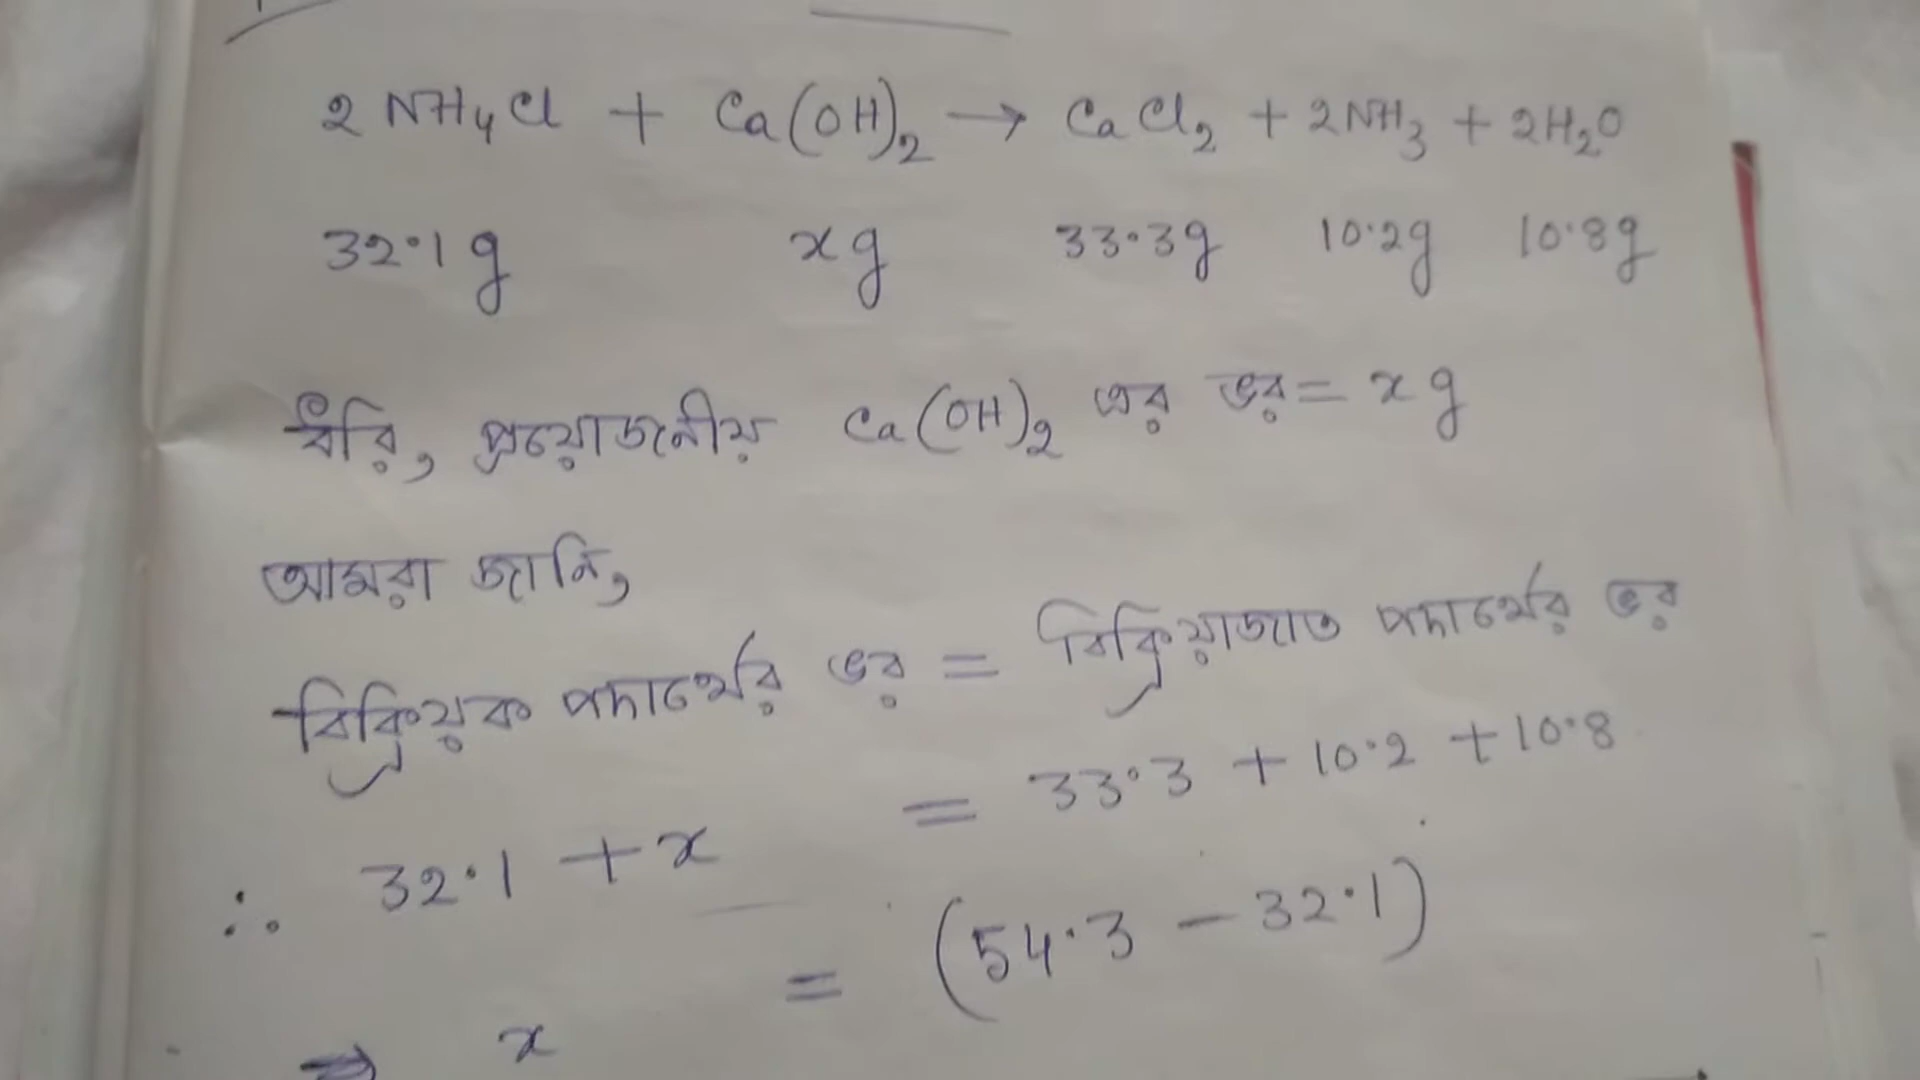 2 NH₄Cl + Ca(OH)₂ → CaCl₂ + 2NH₃ + 2H₂O
32.1g xg 33.3g 10.2g 10.8g
ধরি, প্রয়োজনীয় Ca(OH)₂ এর ভর = x g
আমরা জানি,
বিক্রিয়ক পদার্থের ভর = বিক্রিয়াজাত পদার্থের ভর
∴ 32.1 + x = 33.3 + 10.2 + 10.8
⇒ x = (54.3 – 32.1)